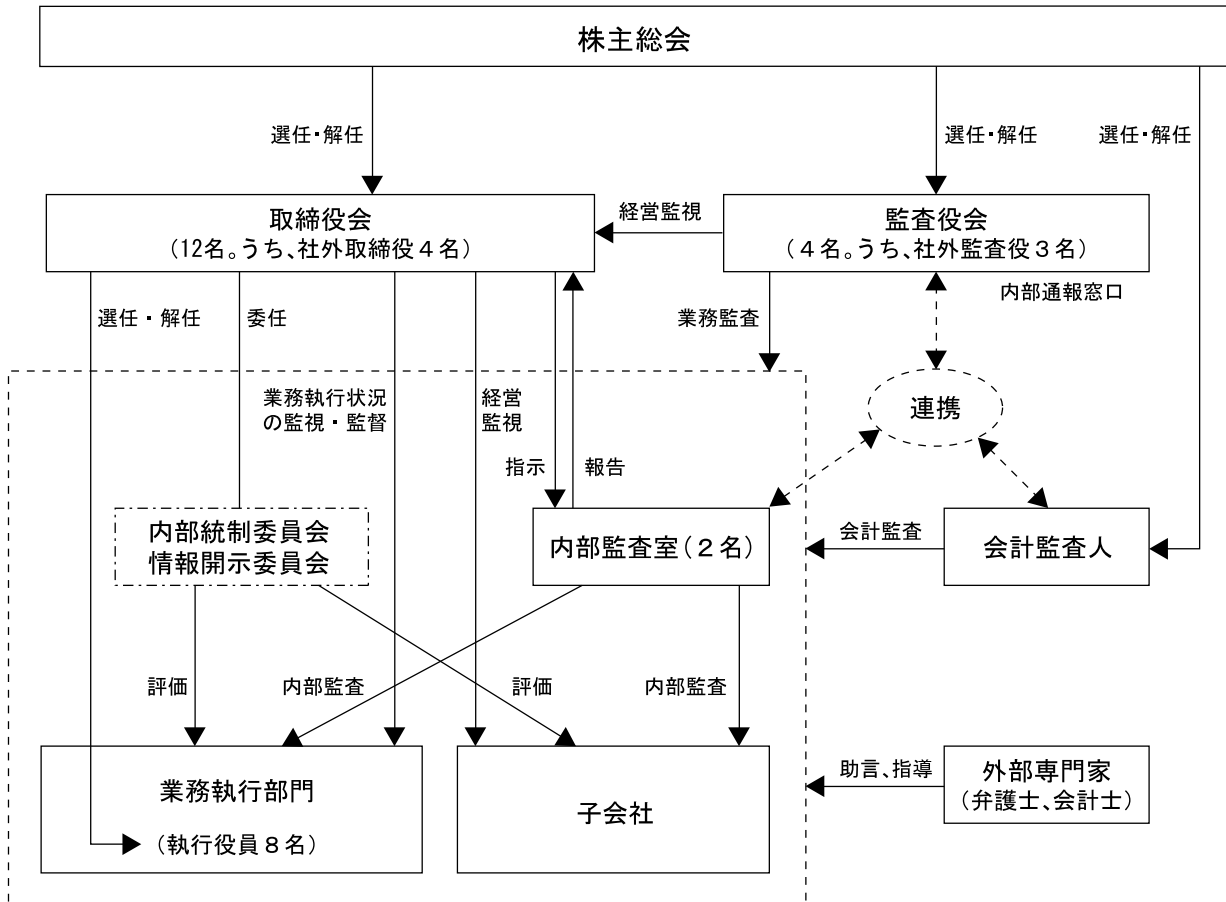 株主総会
選任・解任
選任・解任
選任・解任
取締役会
(12名。うち、社外取締役４名)
経営監視
監査役会
(４名。うち、社外監査役３名)
内部通報窓口
選任・解任
委任
業務監査
業務執行状況
の監視・監督
経営
監視
指示
報告
連携
内部統制委員会
情報開示委員会
内部監査室(２名)
会計監査
会計監査人
評価
内部監査
評価
内部監査
業務執行部門
(執行役員８名)
子会社
助言、指導
外部専門家
(弁護士、会計士)